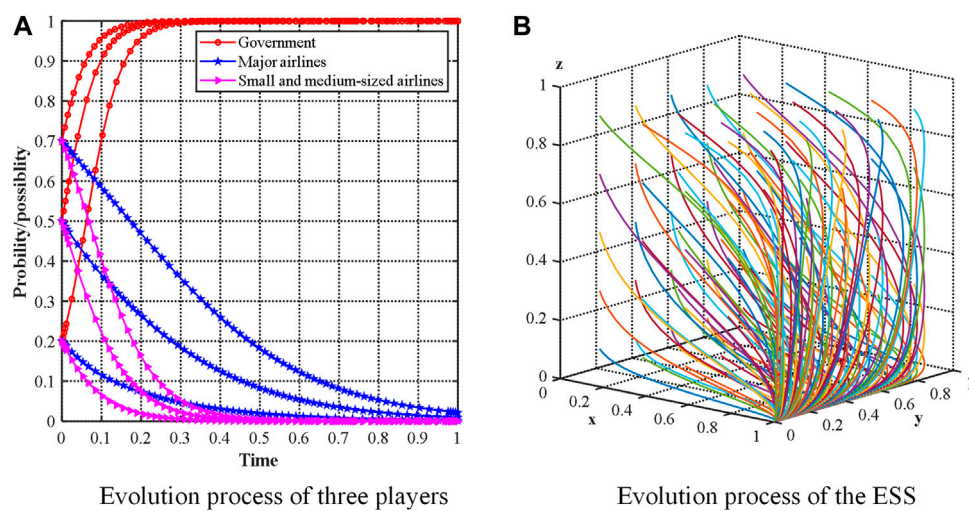 A
B
Government
Major airlines
Small and medium-sized airlines
Probility/possiblity
1
0.9
0.8
0.7
0.6
0.5
0.4
0.3
0.2
0.1
0
0 0.1 0.2 0.3 0.4 0.5 0.6 0.7 0.8 0.9 1
Time
Evolution process of three players
z
1
0.8
0.6
0.4
0.2
0
0 0.2 0.4 0.6 0.8 1
x
0 0.2 0.4 0.6 0.8 1
y
Evolution process of the ESS